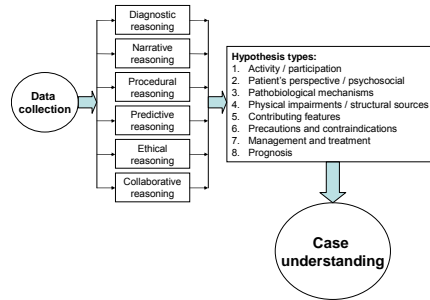 Data
collection
Diagnostic
reasoning
Narrative
reasoning
Procedural
reasoning
Predictive
reasoning
Ethical
reasoning
Collaborative
reasoning
Hypothesis types:
1. Activity / participation
2. Patient's perspective / psychosocial
3. Pathobiological mechanisms
4. Physical impairments / structural sources
5. Contributing features
6. Precautions and contraindications
7. Management and treatment
8. Prognosis
Case
understanding